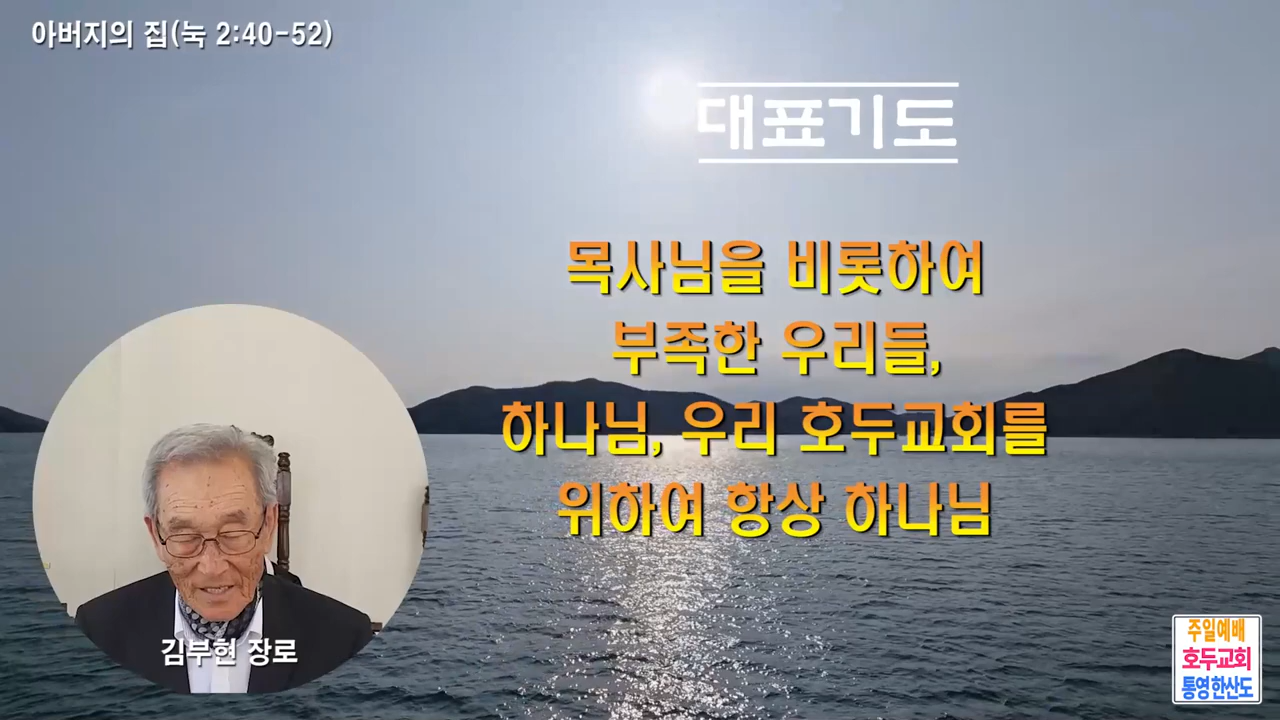 아버지의 집(눅 2:40-52)
대표기도
목사님을 비롯하여
부족한 우리들,
하나님, 우리 호두교회를
위하여 항상 하나님
김부현 장로
주일예배
호두교회
통영한산도